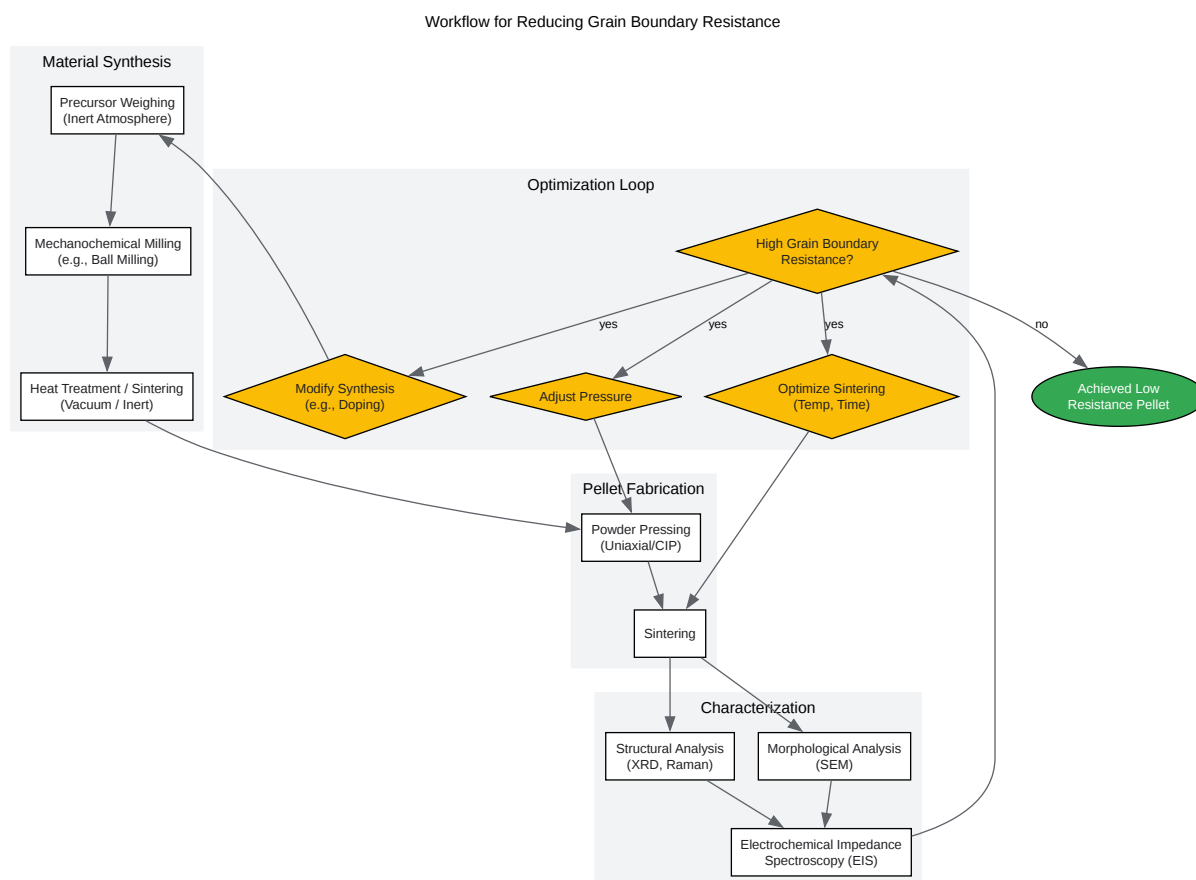 Workflow for Reducing Grain Boundary Resistance
Material Synthesis
Precursor Weighing
(Inert Atmosphere)
Mechanochemical Milling
(e.g., Ball Milling)
Heat Treatment / Sintering
(Vacuum / Inert)
Optimization Loop
High Grain Boundary
Resistance?
yes
yes
yes
no
Modify Synthesis
(e.g., Doping)
Adjust Pressure
Optimize Sintering
(Temp, Time)
Achieved Low
Resistance Pellet
Pellet Fabrication
Powder Pressing
(Uniaxial/CIP)
Sintering
Characterization
Structural Analysis
(XRD, Raman)
Morphological Analysis
(SEM)
Electrochemical Impedance
Spectroscopy (EIS)